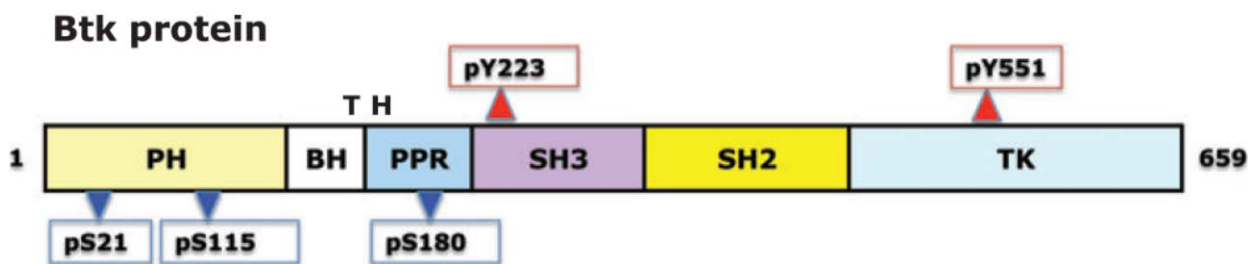 Btk protein
pY223 pY551
T H
1 PH BH PPR SH3 SH2 TK 659
pS21 pS115 pS180